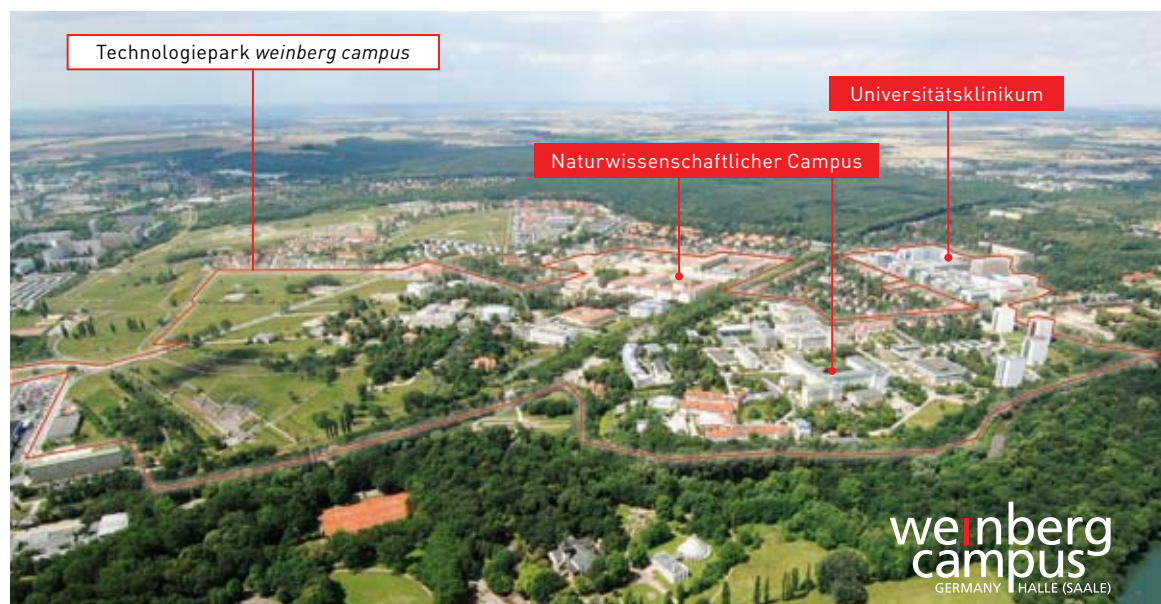 Technologiepark weinberg campus
Universitätsklinikum
Naturwissenschaftlicher Campus
weinberg
campus
GERMANY HALLE (SAALE)